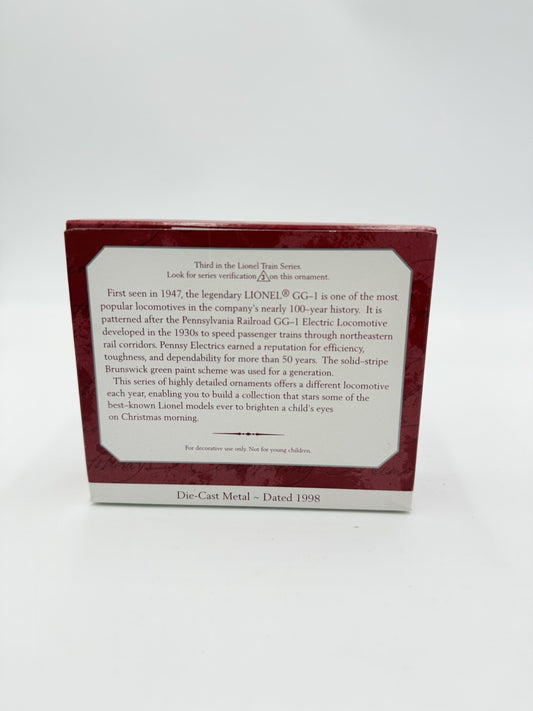 Third in the Lionel Train Series.
Look for series verification 3 on this ornament.
First seen in 1947, the legendary LIONEL® GG–1 is one of the most
popular locomotives in the company's nearly 100–year history. It is
patterned after the Pennsylvania Railroad GG–1 Electric Locomotive
developed in the 1930s to speed passenger trains through northeastern
rail corridors. Pennsy Electrics earned a reputation for efficiency,
toughness, and dependability for more than 50 years. The solid–stripe
Brunswick green paint scheme was used for a generation.
This series of highly detailed ornaments offers a different locomotive
each year, enabling you to build a collection that stars some of the
best–known Lionel models ever to brighten a child's eyes
on Christmas morning.
For decorative use only. Not for young children.
Die-Cast Metal ~ Dated 1998